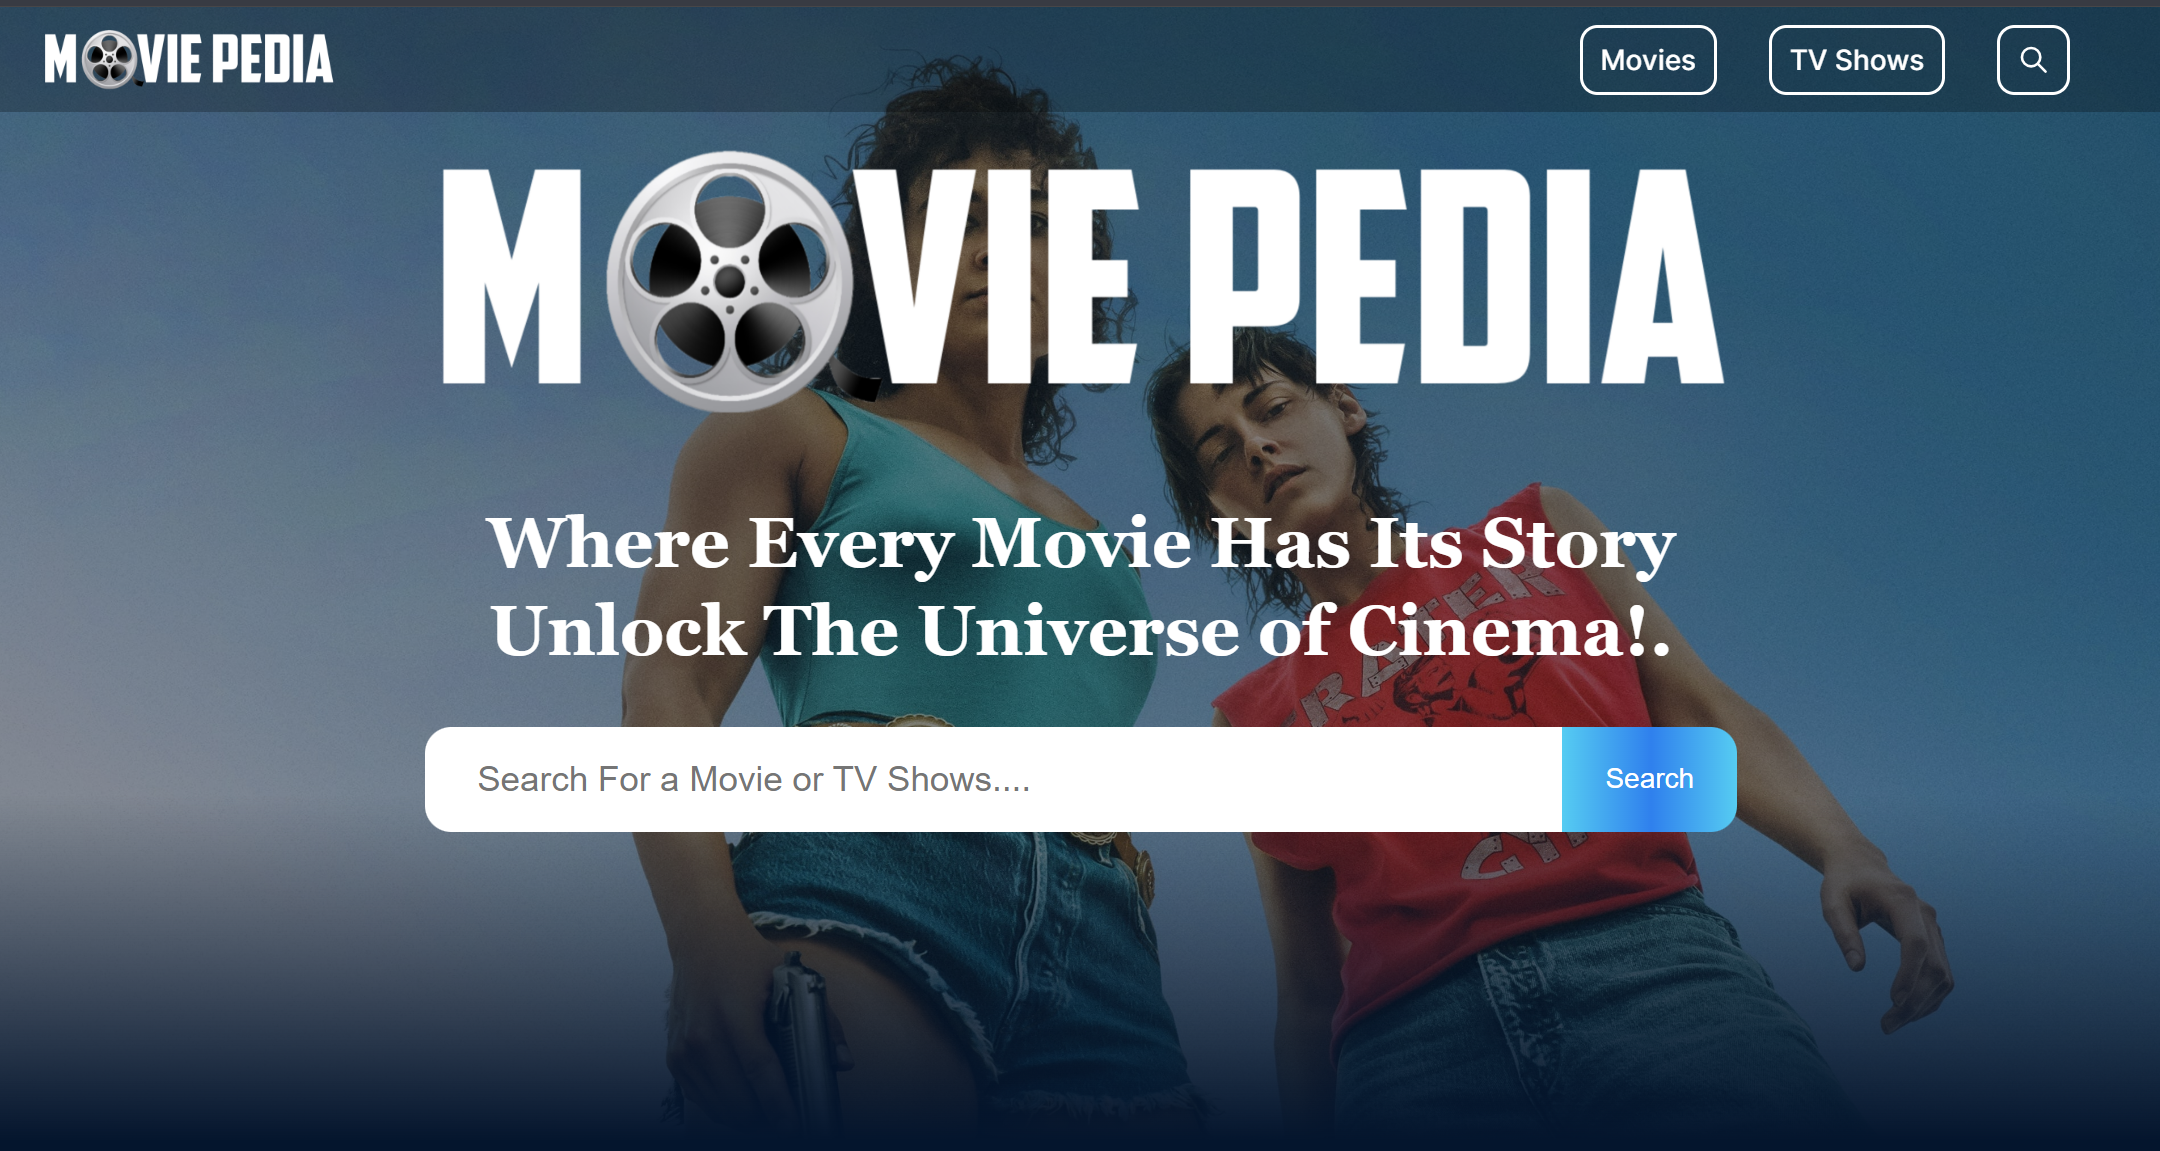 MOVIE PEDIA
Movies
TV Shows
MOVIE PEDIA
Where Every Movie Has Its Story
Unlock The Universe of Cinema!.
Search For a Movie or TV Shows....
Search